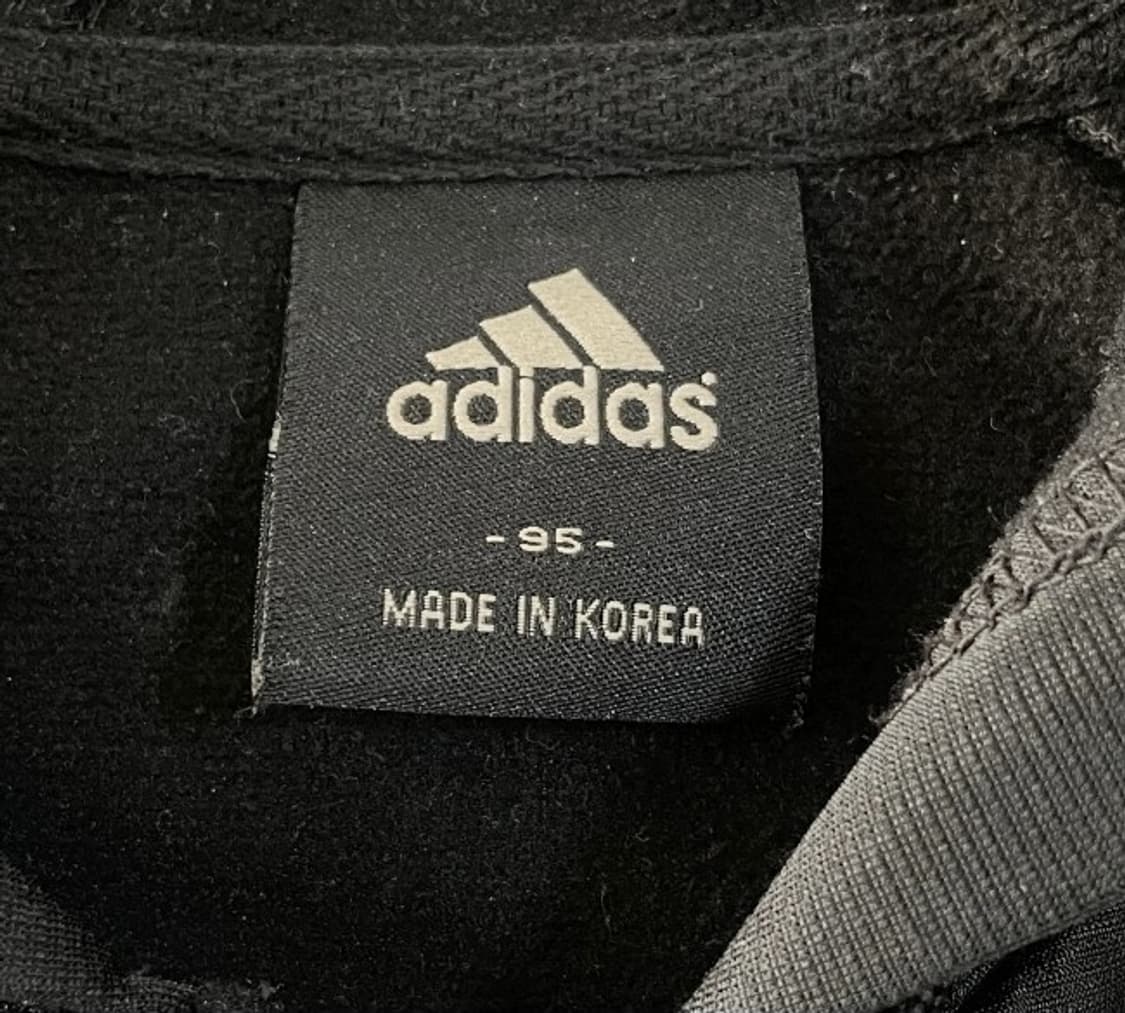 adidas
- 95 -
MADE IN KOREA